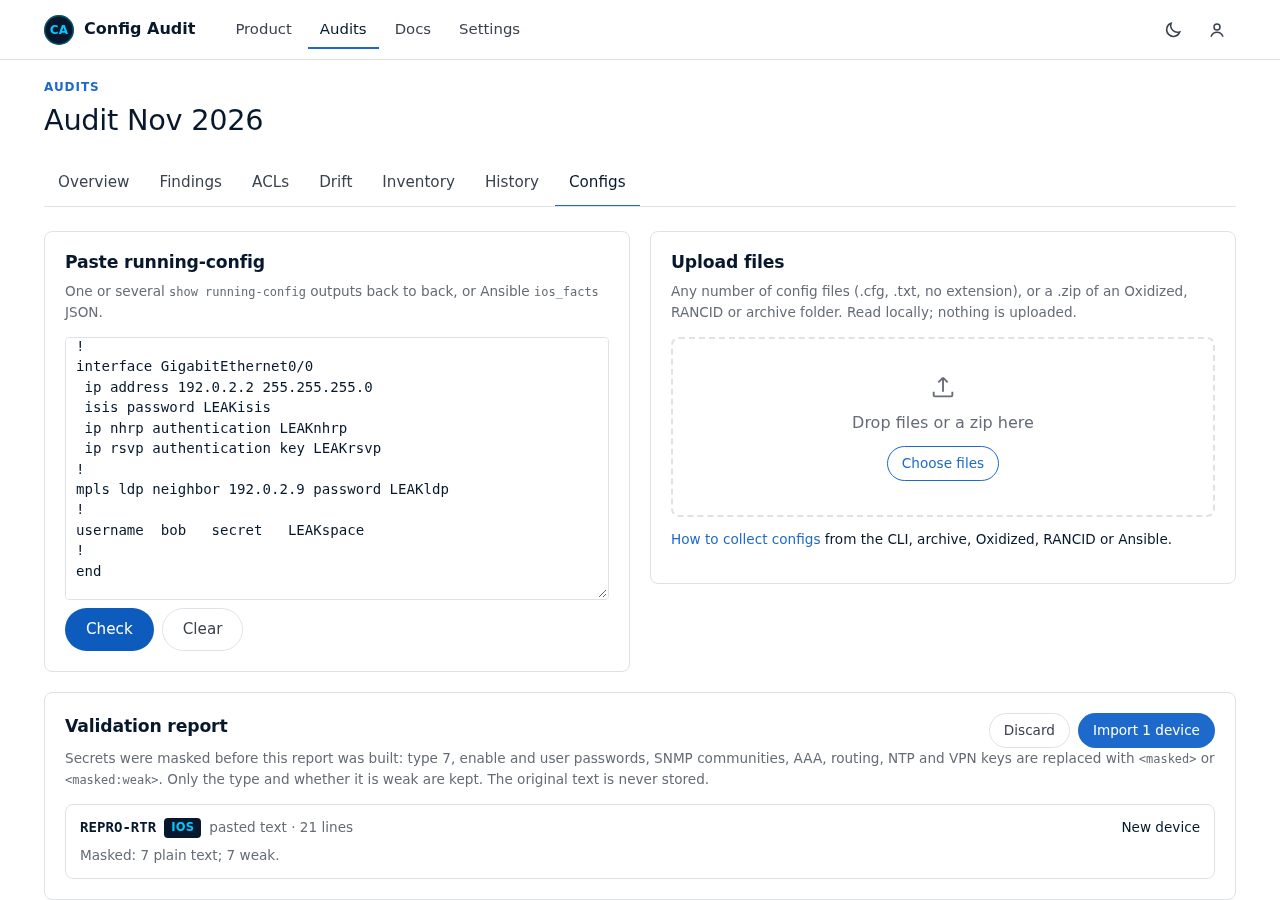 CA Config Audit Product Audits Docs Settings
AUDITS
Audit Nov 2026
Overview Findings ACLs Drift Inventory History Configs
Paste running-config
One or several show running-config outputs back to back, or Ansible ios_facts
JSON.
!
interface GigabitEthernet0/0
 ip address 192.0.2.2 255.255.255.0
 isis password LEAKisis
 ip nhrp authentication LEAKnhrp
 ip rsvp authentication key LEAKrsvp
!
mpls ldp neighbor 192.0.2.9 password LEAKldp
!
username  bob   secret   LEAKspace
!
end
Check Clear
Upload files
Any number of config files (.cfg, .txt, no extension), or a .zip of an Oxidized,
RANCID or archive folder. Read locally; nothing is uploaded.
Drop files or a zip here
Choose files
How to collect configs from the CLI, archive, Oxidized, RANCID or Ansible.
Validation report
Discard Import 1 device
Secrets were masked before this report was built: type 7, enable and user passwords, SNMP communities, AAA, routing, NTP and VPN keys are replaced with <masked> or
<masked:weak>. Only the type and whether it is weak are kept. The original text is never stored.
REPRO-RTR IOS pasted text · 21 lines New device
Masked: 7 plain text; 7 weak.